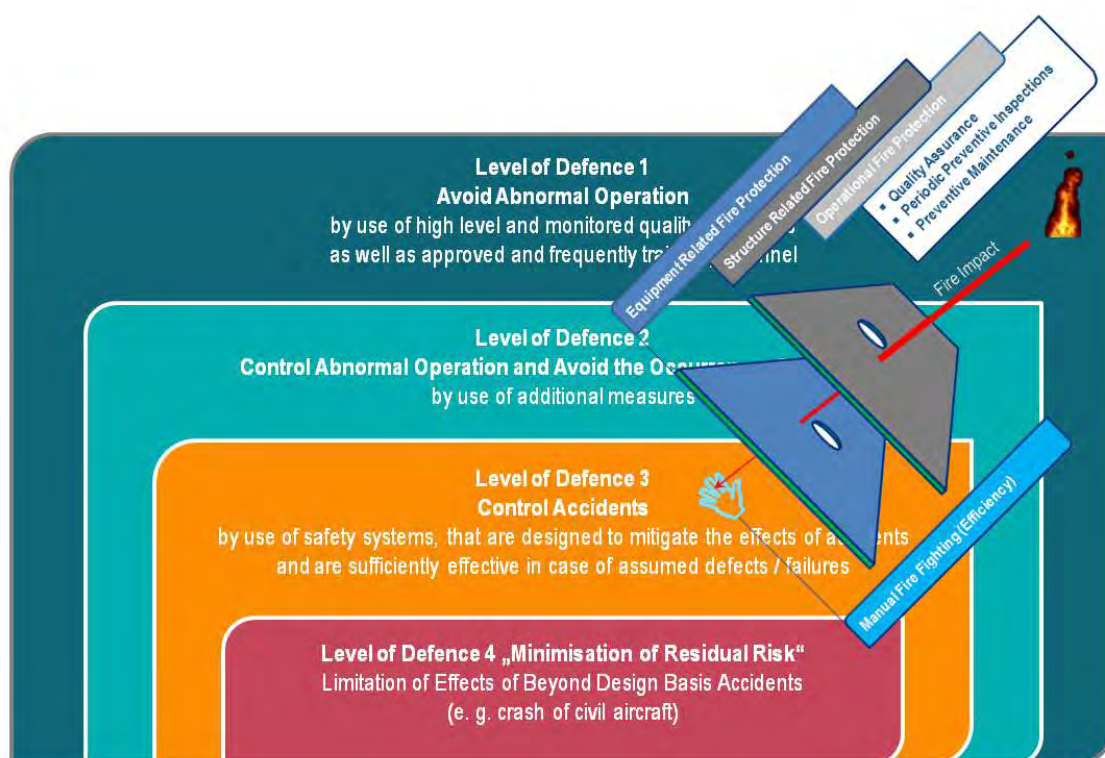 Level of Defence 1
Avoid Abnormal Operation
by use of high level and monitored quality
as well as approved and frequently
Level of Defence 2
Control Abnormal Operation and Avoid the
by use of additional measures
Level of Defence 3
Control Accidents
by use of safety systems, that are designed to mitigate the effects of
and are sufficiently effective in case of assumed defects / failures
Level of Defence 4 „Minimisation of Residual Risk“
Limitation of Effects of Beyond Design Basis Accidents
(e. g. crash of civil aircraft)
Equipment Related Fire Protection
Structure Related Fire Protection
Operational Fire Protection
▪ Quality Assurance
▪ Periodic Preventive Inspections
▪ Preventive Maintenance
Fire Impact
Manual Fire Fighting (Efficiency)